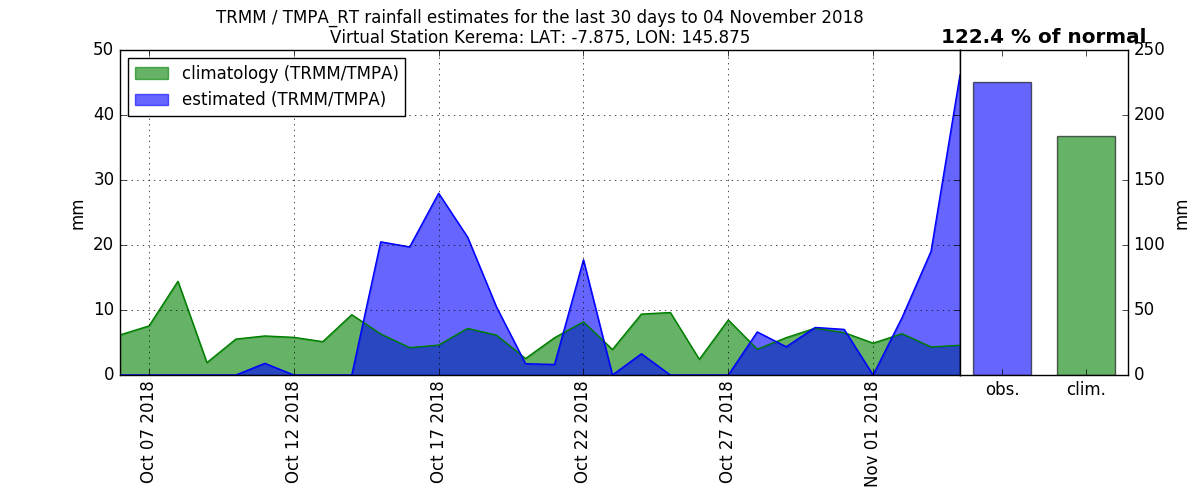 TRMM / TMPA_RT rainfall estimates for the last 30 days to 04 November 2018
Virtual Station Kerema: LAT: -7.875, LON: 145.875
122.4 % of normal
climatology (TRMM/TMPA)
estimated (TRMM/TMPA)
50
40
30
20
10
0
mm
Oct 07 2018
Oct 12 2018
Oct 17 2018
Oct 22 2018
Oct 27 2018
Nov 01 2018
obs.
clim.
250
200
150
100
50
0
mm